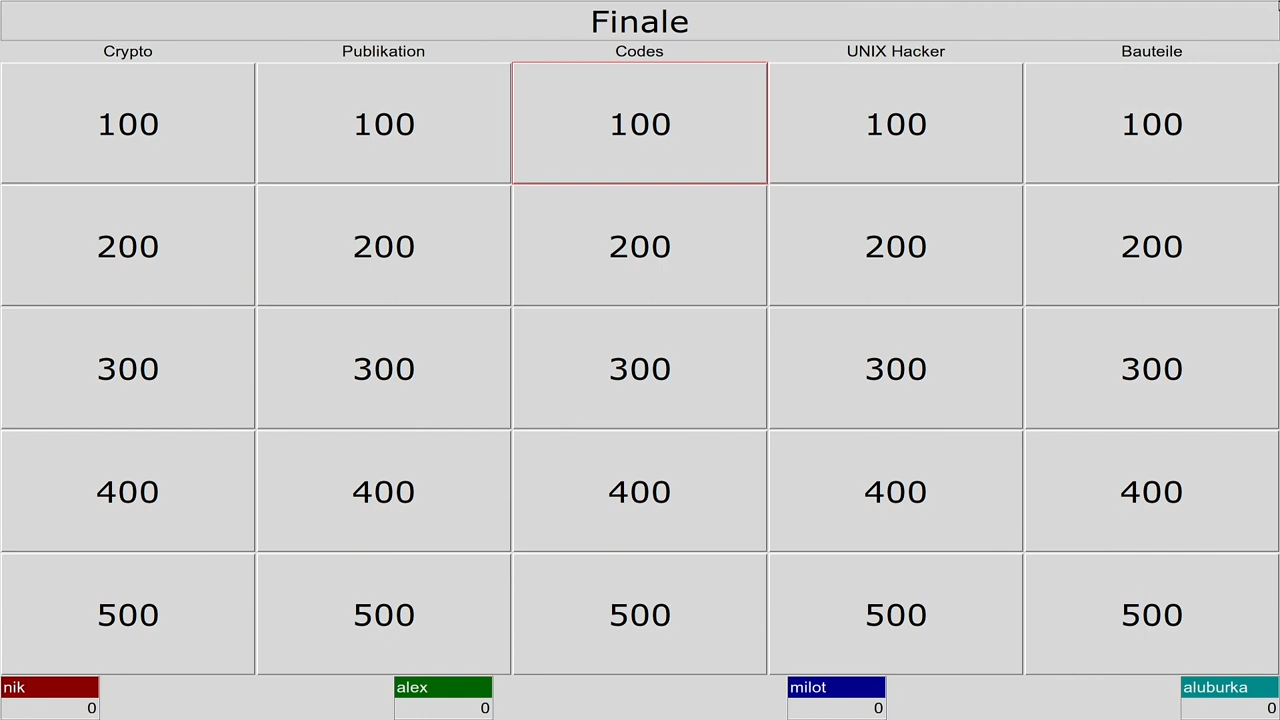 Finale
Crypto Publikation Codes UNIX Hacker Bauteile
100 100 100 100 100
200 200 200 200 200
300 300 300 300 300
400 400 400 400 400
500 500 500 500 500
nik alex milot aluburka
0 0 0 0